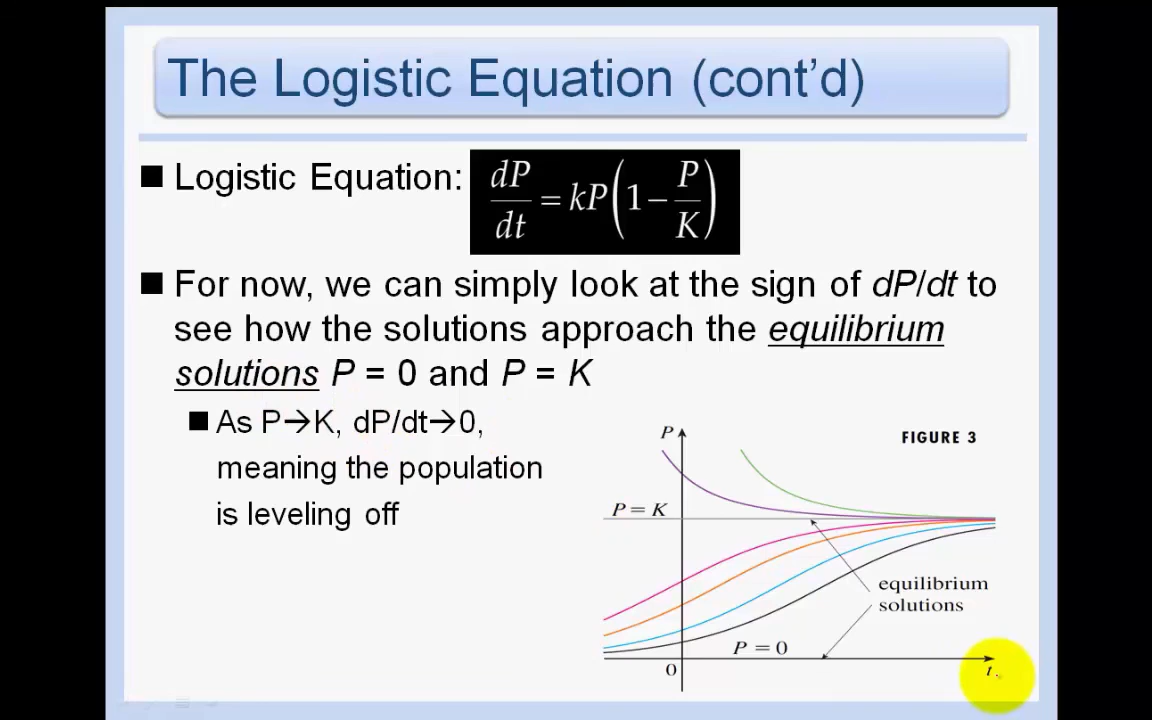 The Logistic Equation (cont’d)
Logistic Equation: dP/dt = kP(1 − P/K)
For now, we can simply look at the sign of dP/dt to
see how the solutions approach the equilibrium
solutions P = 0 and P = K
As P→K, dP/dt→0,
meaning the population
is leveling off
P
FIGURE 3
P = K
equilibrium
solutions
P = 0
0
t